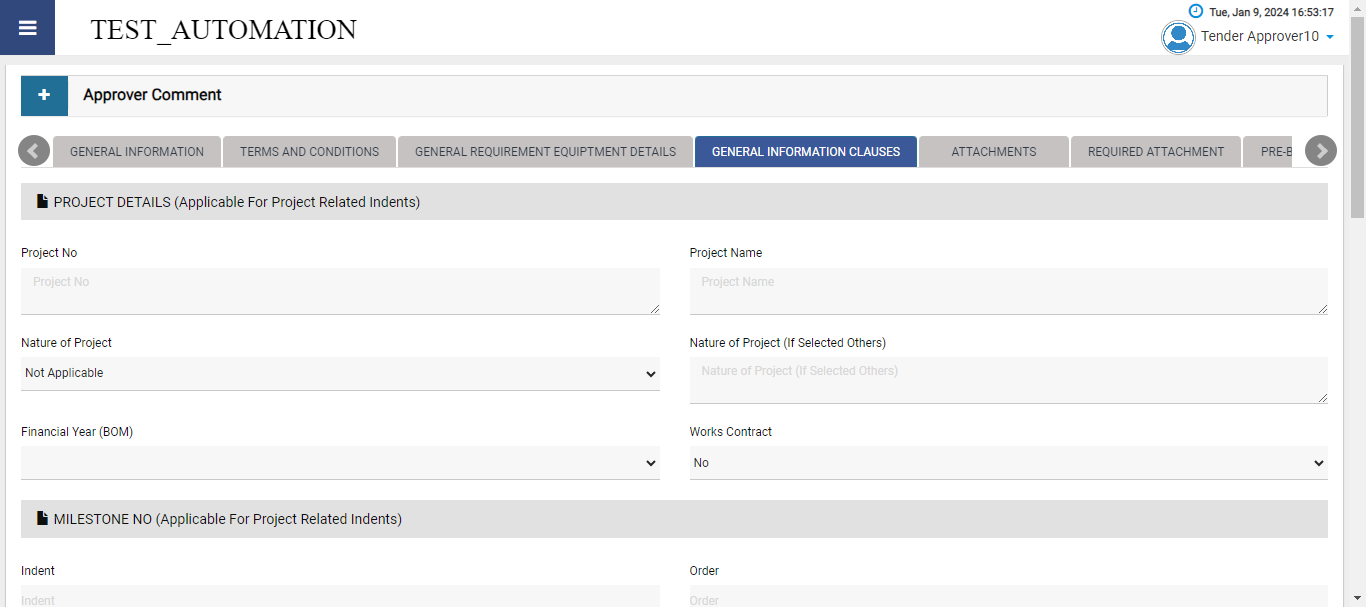 TEST_AUTOMATION
Tue, Jan 9, 2024 16:53:17
Tender Approver10
Approver Comment
GENERAL INFORMATION TERMS AND CONDITIONS GENERAL REQUIREMENT EQUIPTMENT DETAILS GENERAL INFORMATION CLAUSES ATTACHMENTS REQUIRED ATTACHMENT PRE-B
PROJECT DETAILS (Applicable For Project Related Indents)
Project No Project Name
Project No Project Name
Nature of Project Nature of Project (If Selected Others)
Not Applicable Nature of Project (If Selected Others)
Financial Year (BOM) Works Contract
No
MILESTONE NO (Applicable For Project Related Indents)
Indent Order
Indent Order